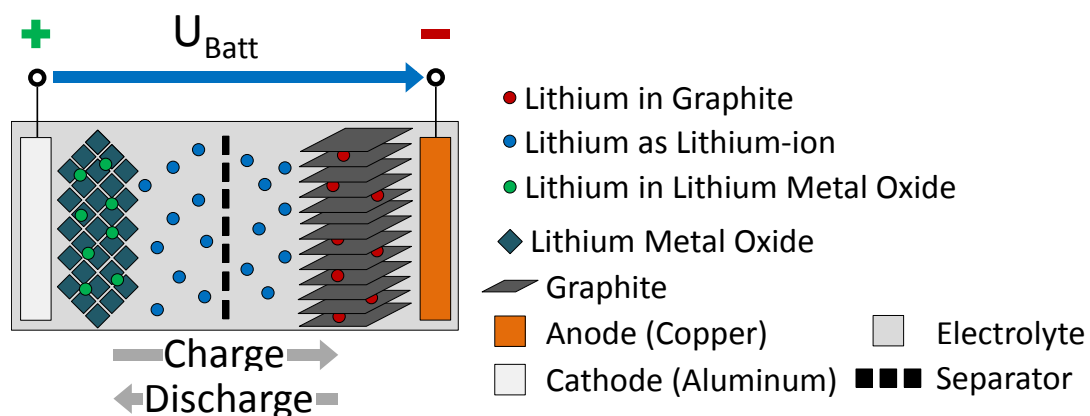 +
U_Batt
−
Lithium in Graphite
Lithium as Lithium-ion
Lithium in Lithium Metal Oxide
Lithium Metal Oxide
Graphite
Anode (Copper)
Electrolyte
Cathode (Aluminum)
Separator
Charge
Discharge